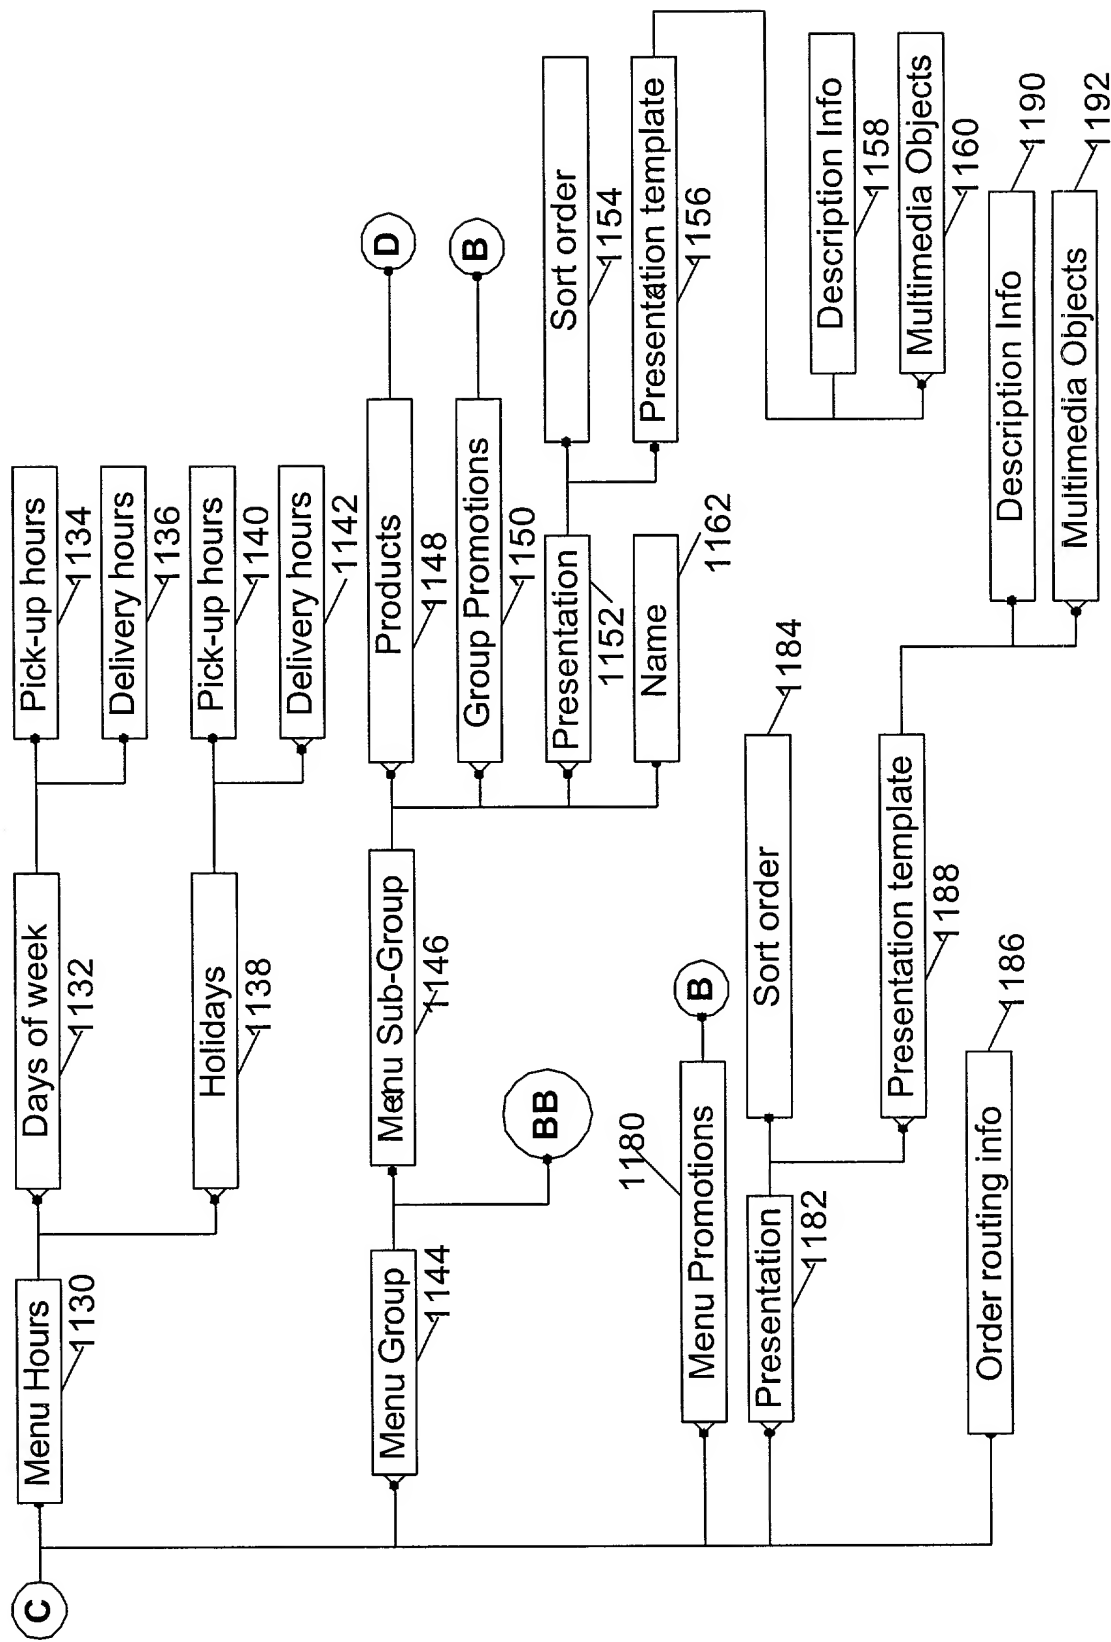 C
Menu Hours
1130
Days of week
1132
Pick-up hours
1134
Delivery hours
1136
Holidays
1138
Pick-up hours
1140
Delivery hours
1142
Menu Group
1144
Menu Sub-Group
1146
BB
Products
1148
D
Group Promotions
1150
B
Presentation
1152
Sort order
1154
Presentation template
1156
Description Info
1158
Multimedia Objects
1160
Name
1162
Menu Promotions
1180
B
Presentation
1182
Sort order
1184
Presentation template
1188
Description Info
1190
Multimedia Objects
1192
Order routing info
1186